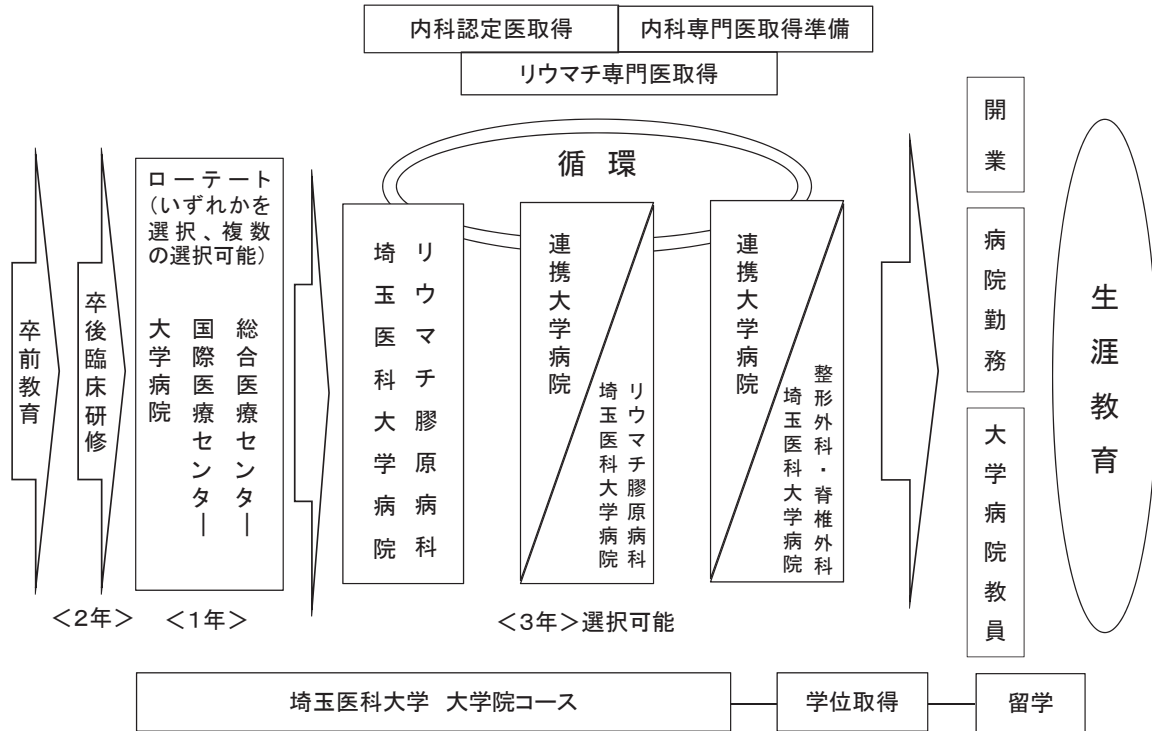 内科認定医取得
内科専門医取得準備
リウマチ専門医取得
循環
卒前教育
卒後臨床研修
ローテート
(いずれかを
選択、複数
の選択可能)
大学病院
国際医療センター
総合医療センター
リウマチ膠原病科
埼玉医科大学病院
連携大学病院
リウマチ膠原病科
埼玉医科大学病院
連携大学病院
整形外科・脊椎外科
埼玉医科大学病院
開業
病院勤務
大学病院教員
生涯教育
<2年>
<1年>
<3年>選択可能
埼玉医科大学 大学院コース
学位取得
留学